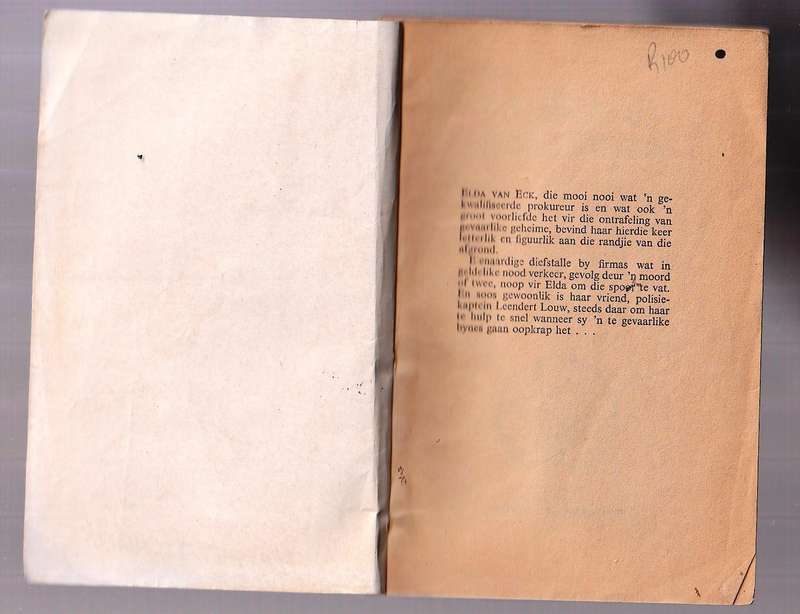 R100
ELDA VAN ECK, die mooi nooi wat 'n ge-
kwalifiseerde prokureur is en wat ook 'n
groot voorliefde het vir die ontrafeling van
gevaarlike geheime, bevind haar hierdie keer
letterlik en figuurlik aan die randjie van die
afgrond.
Eienaardige diefstalle by firmas wat in
geldelike nood verkeer, gevolg deur 'n moord
of twee, noop vir Elda om die spoor te vat.
En soos gewoonlik is haar vriend, polisie-
kaptein Leendert Louw, steeds daar om haar
te hulp te snel wanneer sy 'n te gevaarlike
bynes gaan oopkrap het . . .